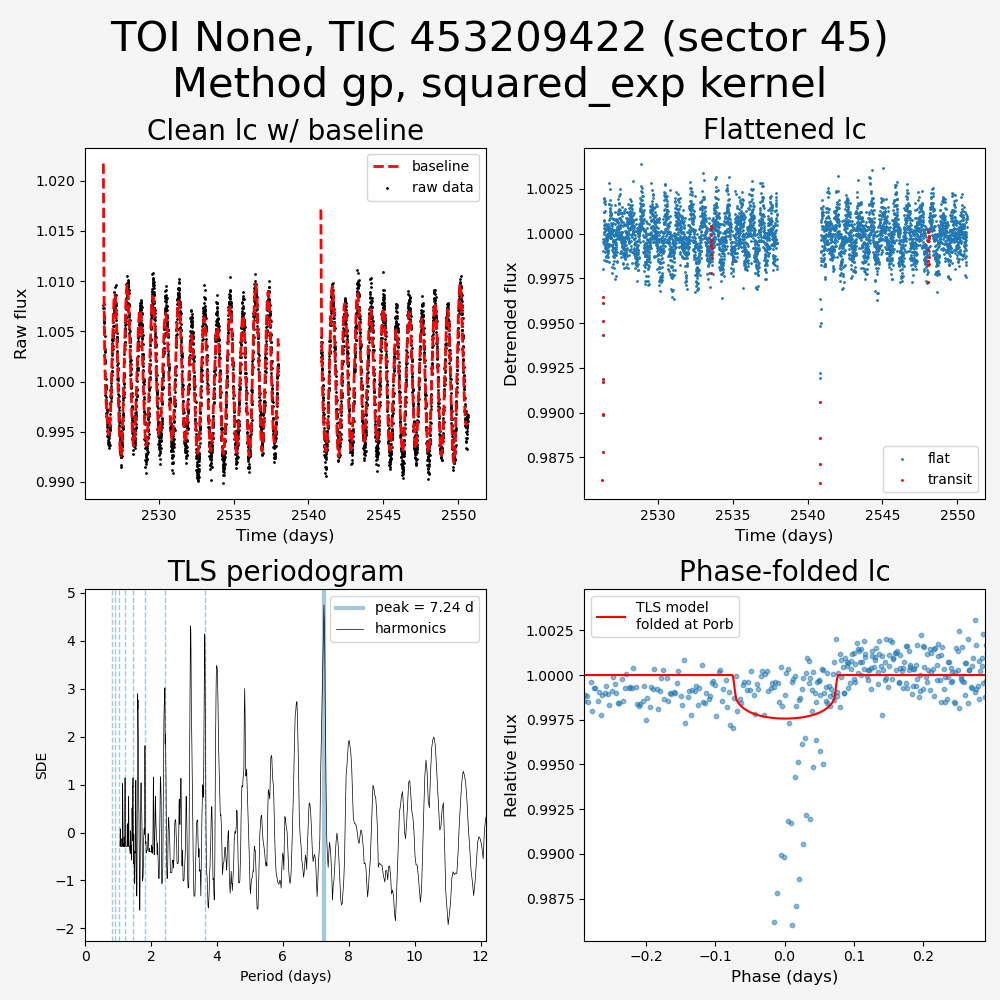 TOI None, TIC 453209422 (sector 45)
Method gp, squared_exp kernel
Clean lc w/ baseline
Raw flux
1.020
1.015
1.010
1.005
1.000
0.995
0.990
baseline
raw data
2530
2535
2540
2545
2550
Time (days)
Flattened lc
Detrended flux
1.0025
1.0000
0.9975
0.9950
0.9925
0.9900
0.9875
flat
transit
2530
2535
2540
2545
2550
Time (days)
TLS periodogram
SDE
5
4
3
2
1
0
−1
−2
peak = 7.24 d
harmonics
0
2
4
6
8
10
12
Period (days)
Phase-folded lc
Relative flux
1.0025
1.0000
0.9975
0.9950
0.9925
0.9900
0.9875
TLS model
folded at Porb
−0.2
−0.1
0.0
0.1
0.2
Phase (days)